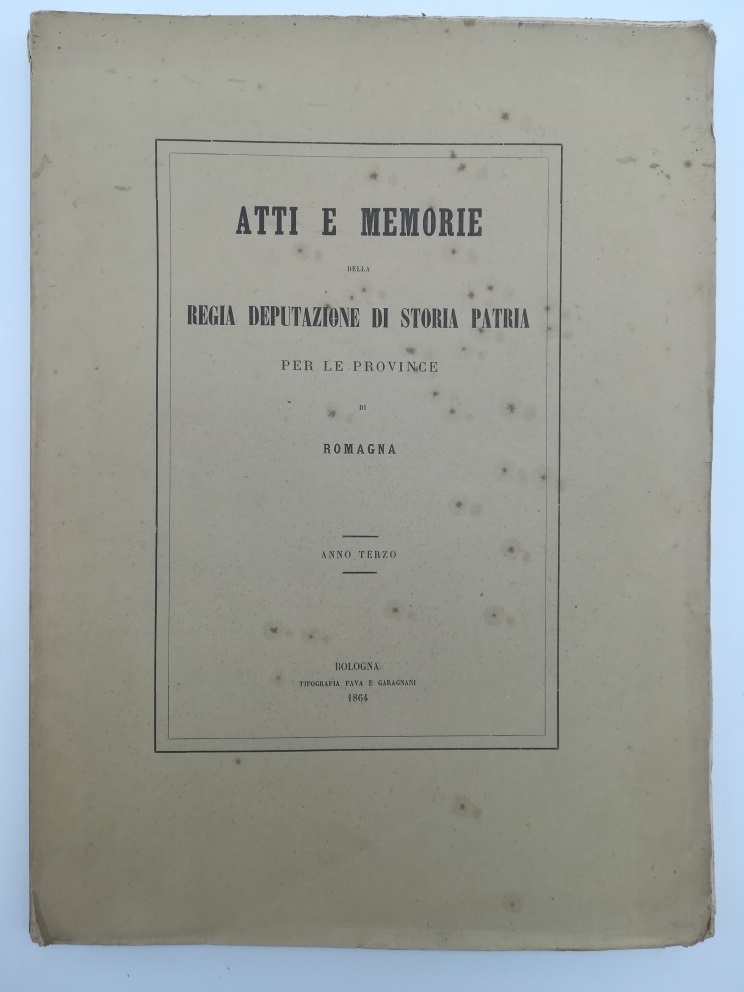 ATTI E MEMORIE
DELLA
REGIA DEPUTAZIONE DI STORIA PATRIA
PER LE PROVINCE
DI
ROMAGNA
ANNO TERZO
BOLOGNA
TIPOGRAFIA FAVA E GARAGNANI
1864